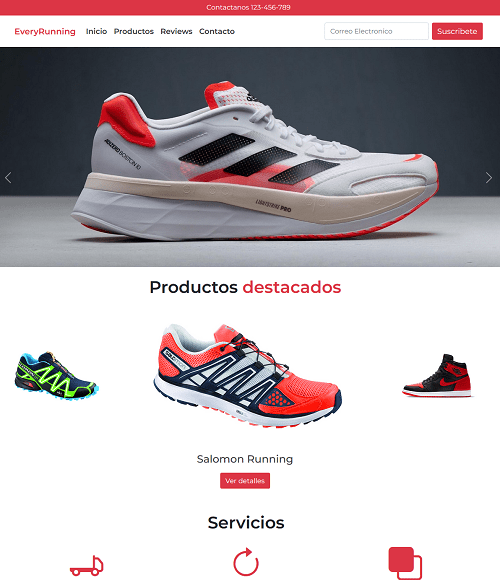 Contactanos 123-456-789
EveryRunning Inicio Productos Reviews Contacto Correo Electronico Suscribete
ADIZERO BOSTON 10
LIGHTSTRIKE PRO
Productos destacados
Salomon Running
Ver detalles
Servicios